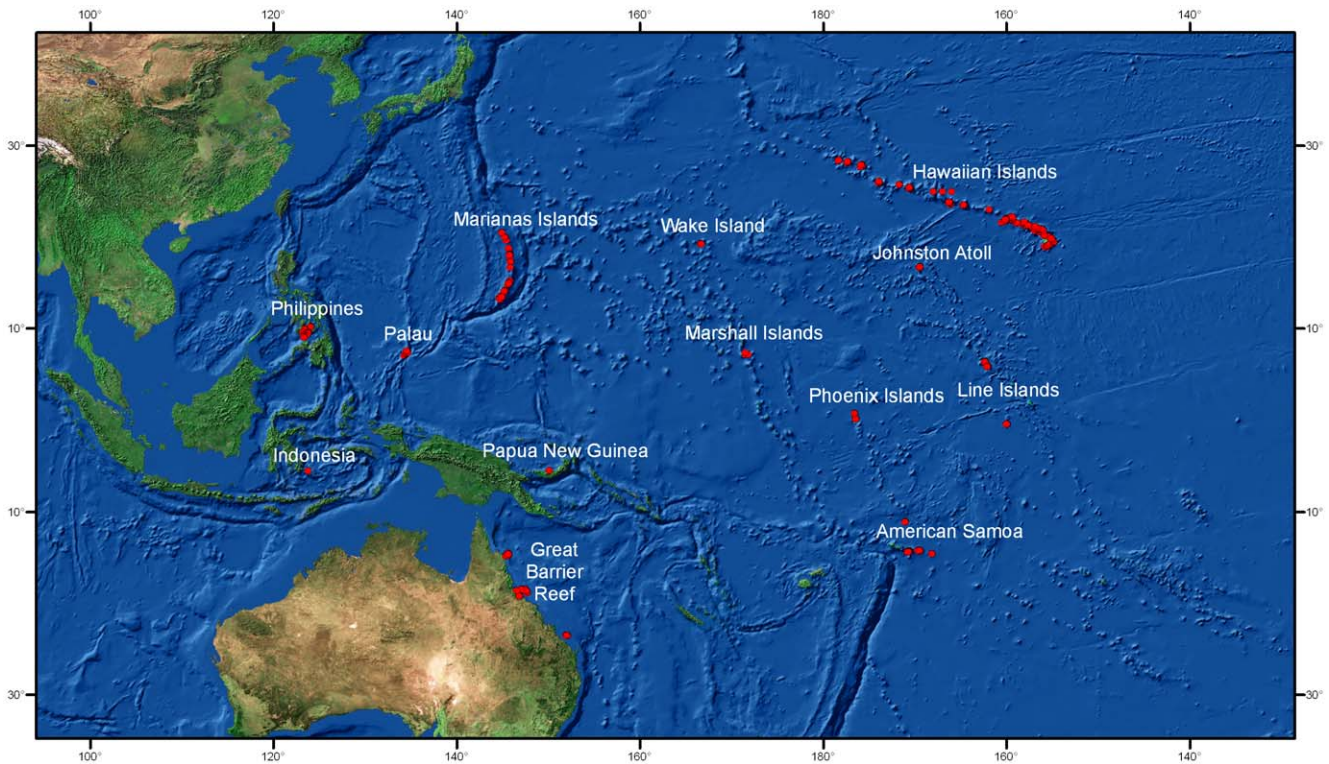 100° 120° 140° 160° 180° 160° 140°
30° 30°
Hawaiian Islands
Marianas Islands
Wake Island
Johnston Atoll
Philippines
10° 10°
Palau
Marshall Islands
Phoenix Islands
Line Islands
Indonesia
Papua New Guinea
10° 10°
American Samoa
Great
Barrier
Reef
30° 30°
100° 120° 140° 160° 180° 160° 140°